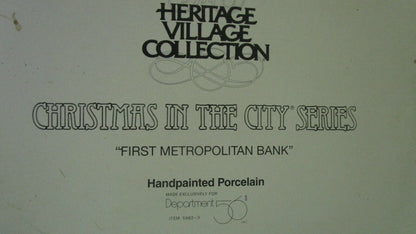 HERITAGE
VILLAGE
COLLECTION
CHRISTMAS IN THE CITY® SERIES
"FIRST METROPOLITAN BANK"
Handpainted Porcelain
MADE EXCLUSIVELY FOR
Department 56